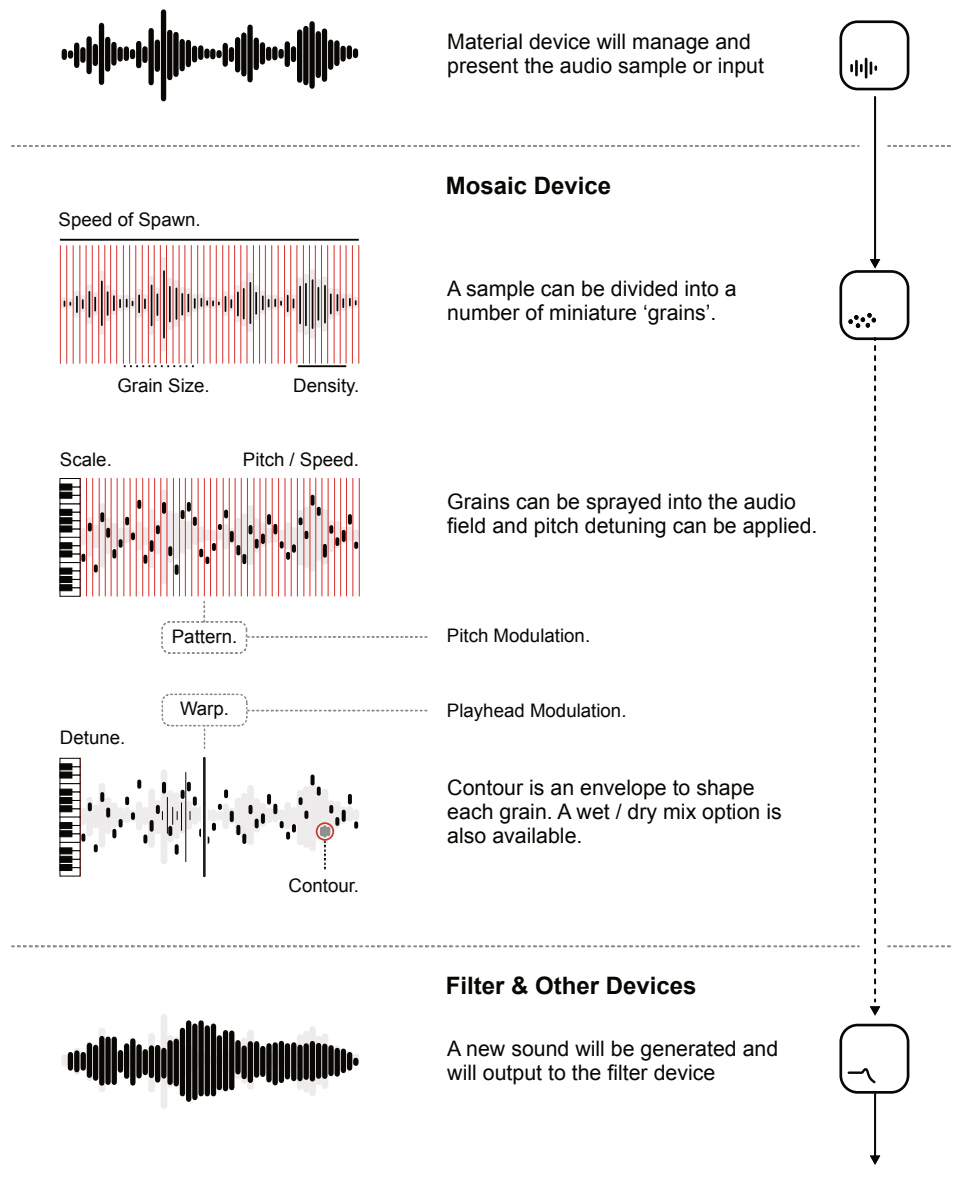 Material device will manage and
present the audio sample or input
Mosaic Device
Speed of Spawn.
A sample can be divided into a
number of miniature ‘grains’.
Grain Size.
Density.
Scale.
Pitch / Speed.
Grains can be sprayed into the audio
field and pitch detuning can be applied.
Pattern.
Pitch Modulation.
Warp.
Playhead Modulation.
Detune.
Contour is an envelope to shape
each grain. A wet / dry mix option is
also available.
Contour.
Filter & Other Devices
A new sound will be generated and
will output to the filter device